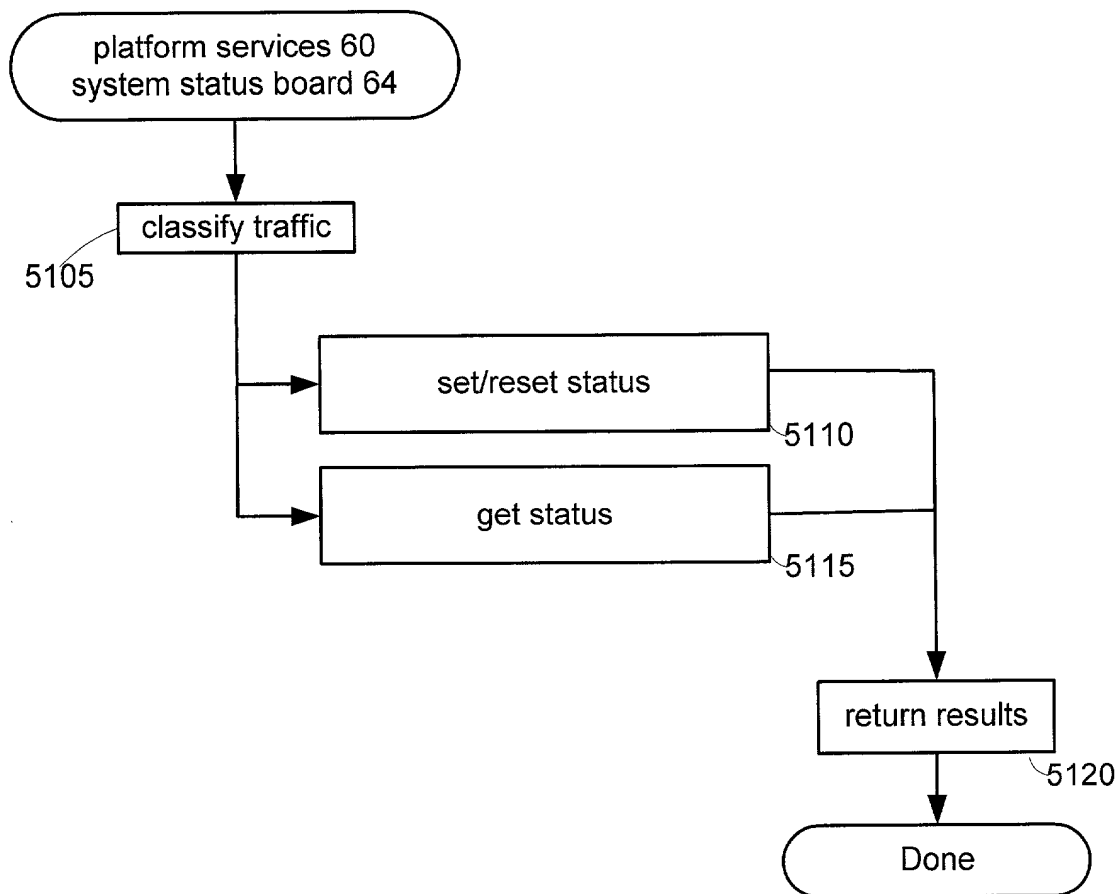 platform services 60
system status board 64
classify traffic
5105
set/reset status
5110
get status
5115
return results
5120
Done